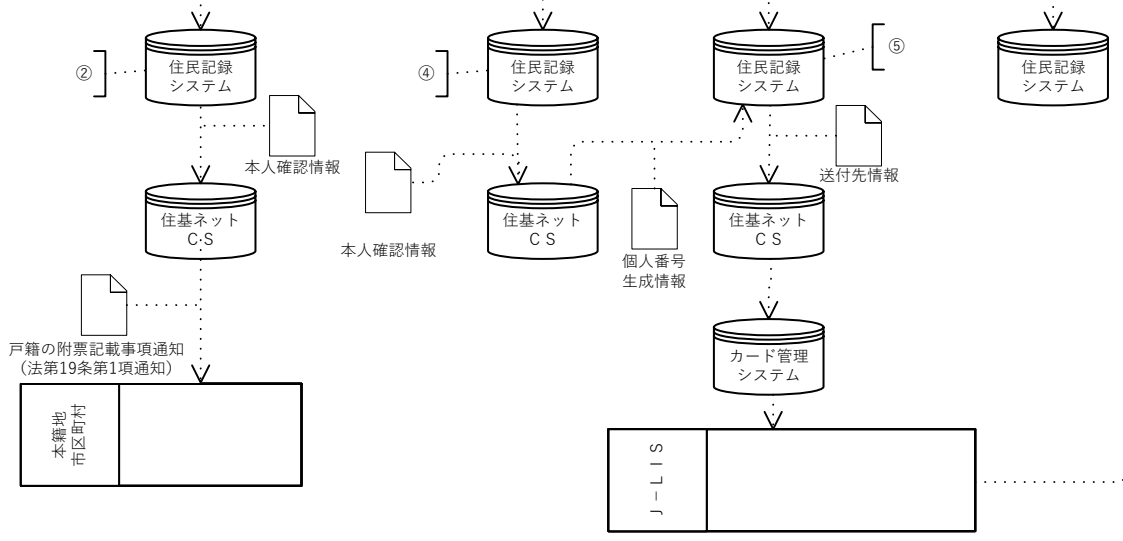 ②
住民記録
システム
④
住民記録
システム
住民記録
システム
⑤
住民記録
システム
本人確認情報
本人確認情報
送付先情報
住基ネット
CS
住基ネット
CS
個人番号
生成情報
住基ネット
CS
戸籍の附票記載事項通知
(法第19条第1項通知)
カード管理
システム
本籍地
市区町村
J－LIS